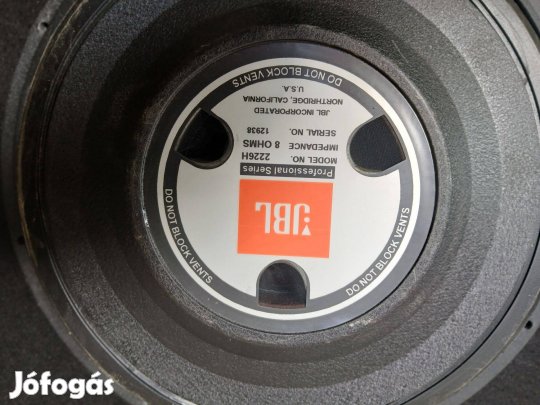 JBL
Professional Series
MODEL NO. 2226H
IMPEDANCE 8 OHMS
SERIAL NO. 12938
JBL INCORPORATED
NORTHRIDGE, CALIFORNIA
U.S.A.
DO NOT BLOCK VENTS
DO NOT BLOCK VENTS
DO NOT BLOCK VENTS
Jófogás